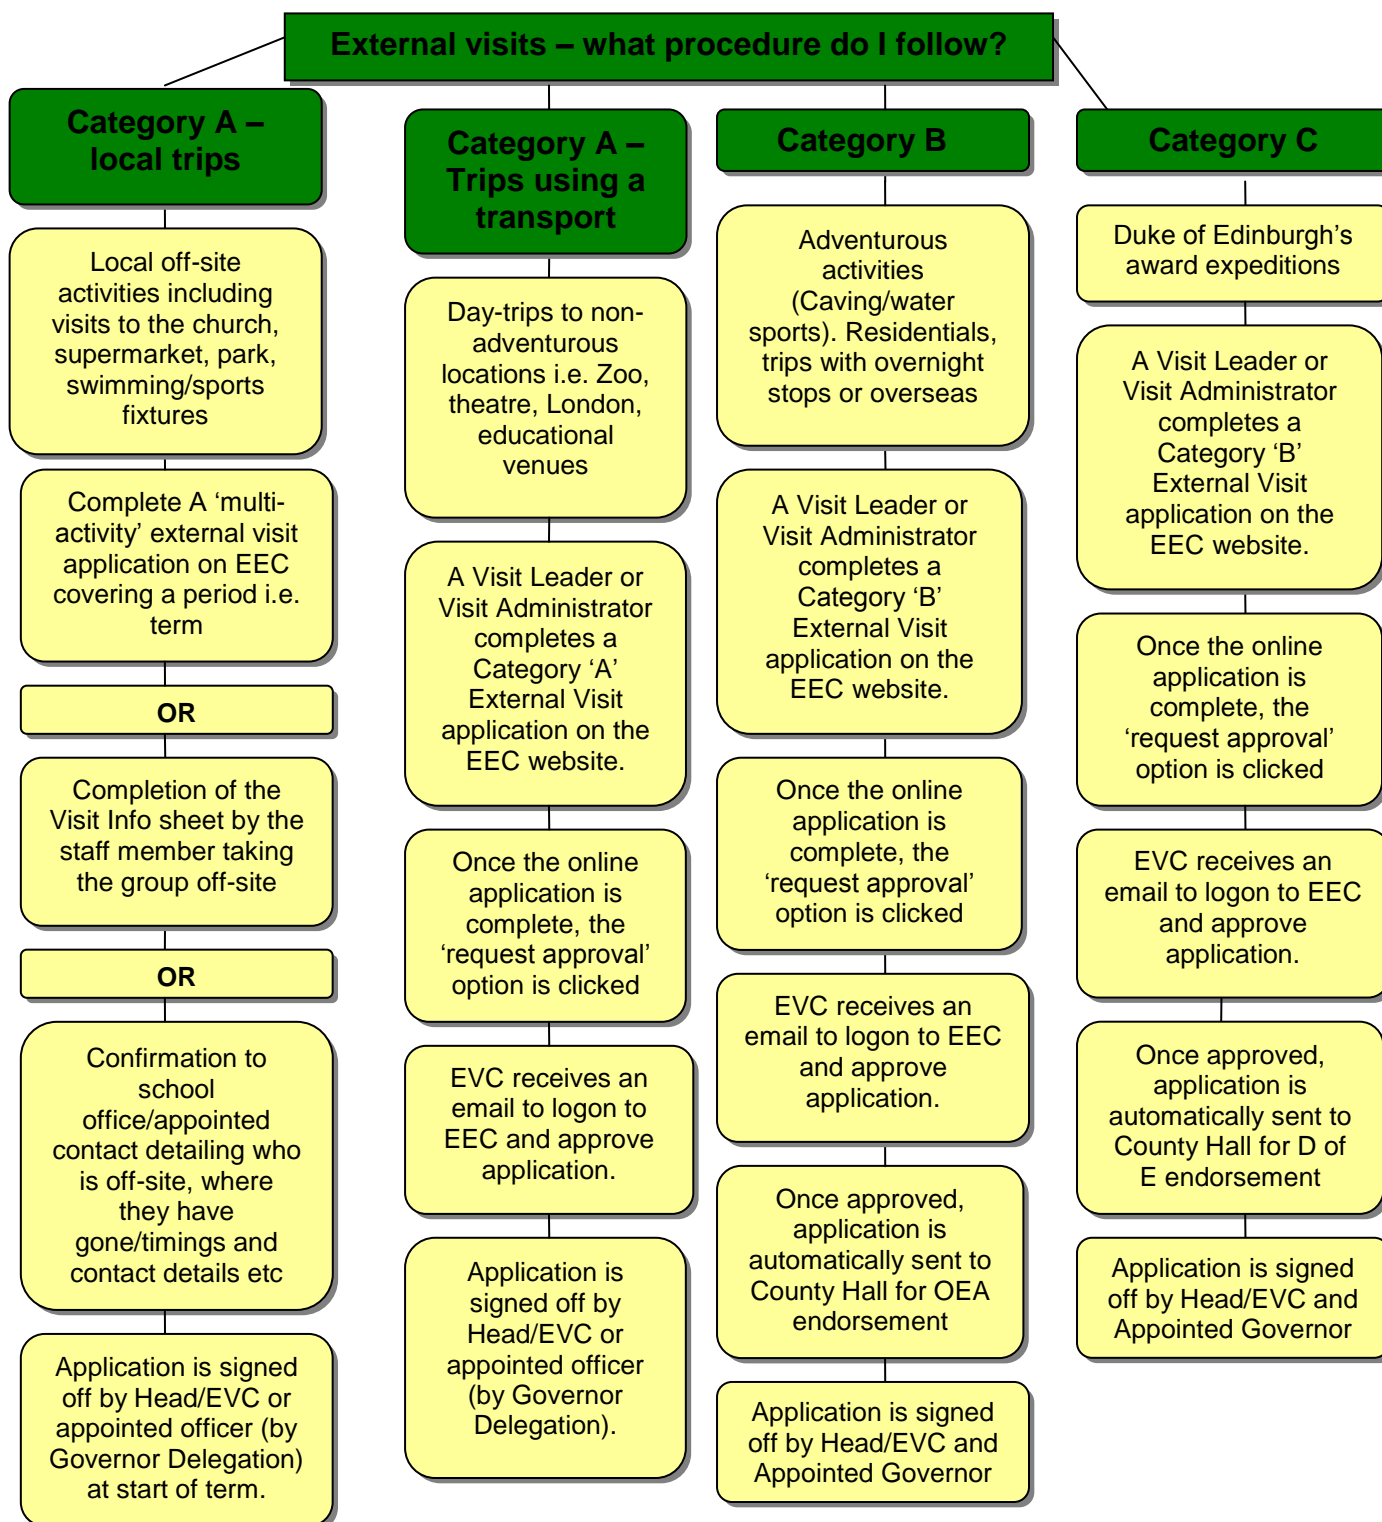 External visits – what procedure do I follow?
Category A –
local trips
Local off-site
activities including
visits to the church,
supermarket, park,
swimming/sports
fixtures
Complete A ‘multi-
activity’ external visit
application on EEC
covering a period i.e.
term
OR
Completion of the
Visit Info sheet by the
staff member taking
the group off-site
OR
Confirmation to
school
office/appointed
contact detailing who
is off-site, where
they have
gone/timings and
contact details etc
Application is signed
off by Head/EVC or
appointed officer (by
Governor Delegation)
at start of term.
Category A –
Trips using a
transport
Day-trips to non-
adventurous
locations i.e. Zoo,
theatre, London,
educational
venues
A Visit Leader or
Visit Administrator
completes a
Category ‘A’
External Visit
application on the
EEC website.
Once the online
application is
complete, the
‘request approval’
option is clicked
EVC receives an
email to logon to
EEC and approve
application.
Application is
signed off by
Head/EVC or
appointed officer
(by Governor
Delegation).
Category B
Adventurous
activities
(Caving/water
sports). Residentials,
trips with overnight
stops or overseas
A Visit Leader or
Visit Administrator
completes a
Category ‘B’
External Visit
application on the
EEC website.
Once the online
application is
complete, the
‘request approval’
option is clicked
EVC receives an
email to logon to EEC
and approve
application.
Once approved,
application is
automatically sent to
County Hall for OEA
endorsement
Application is signed
off by Head/EVC and
Appointed Governor
Category C
Duke of Edinburgh’s
award expeditions
A Visit Leader or
Visit Administrator
completes a
Category ‘B’
External Visit
application on the
EEC website.
Once the online
application is
complete, the
‘request approval’
option is clicked
EVC receives an
email to logon to EEC
and approve
application.
Once approved,
application is
automatically sent to
County Hall for D of
E endorsement
Application is signed
off by Head/EVC and
Appointed Governor